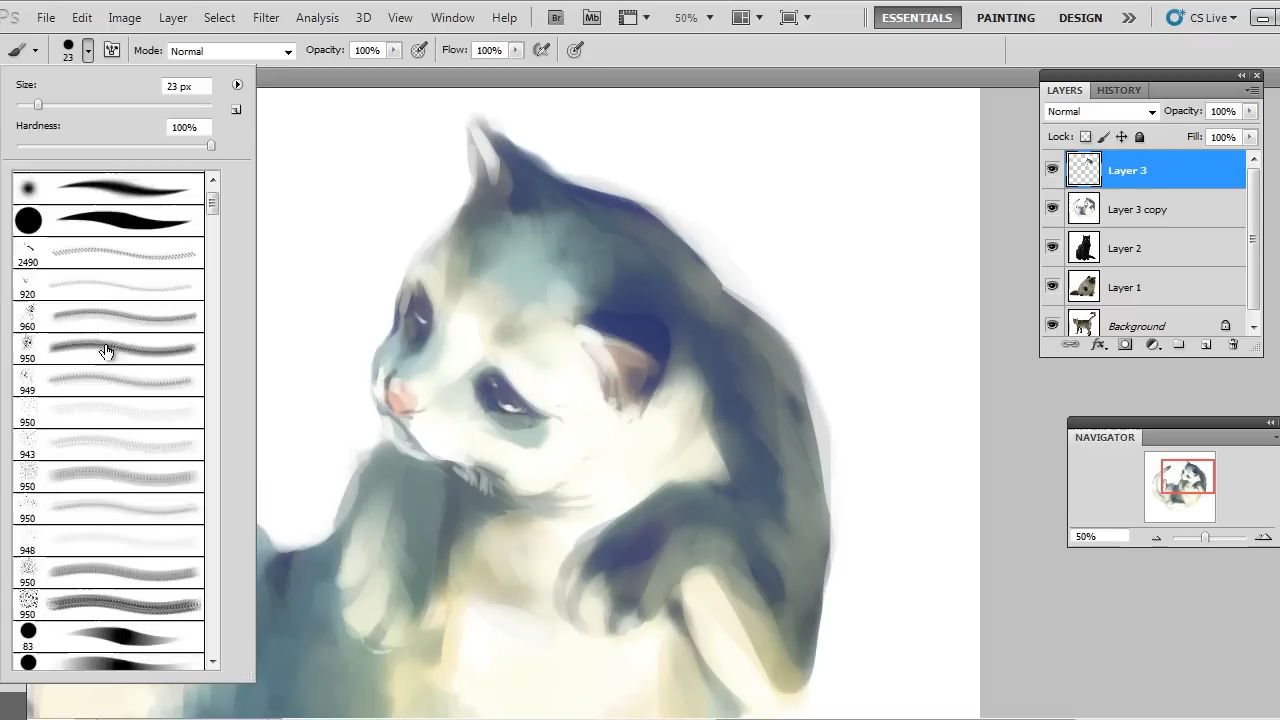 Ps File Edit Image Layer Select Filter Analysis 3D View Window Help Br Mb 50% ESSENTIALS PAINTING DESIGN CS Live
23 Mode: Normal Opacity: 100% Flow: 100%
Size: 23 px
Hardness: 100%
2490
920
960
950
949
950
943
950
950
948
950
950
83
LAYERS HISTORY
Normal Opacity: 100%
Lock: Fill: 100%
Layer 3
Layer 3 copy
Layer 2
Layer 1
Background
fx
NAVIGATOR
50%